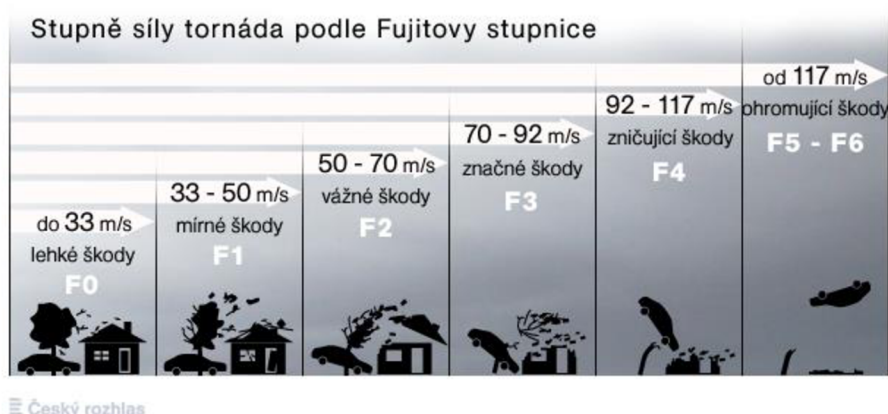 Stupně síly tornáda podle Fujitovy stupnice
do 33 m/s
lehké škody
F0
33 - 50 m/s
mírné škody
F1
50 - 70 m/s
vážné škody
F2
70 - 92 m/s
značné škody
F3
92 - 117 m/s
zničující škody
F4
od 117 m/s
ohromující škody
F5 - F6
Český rozhlas